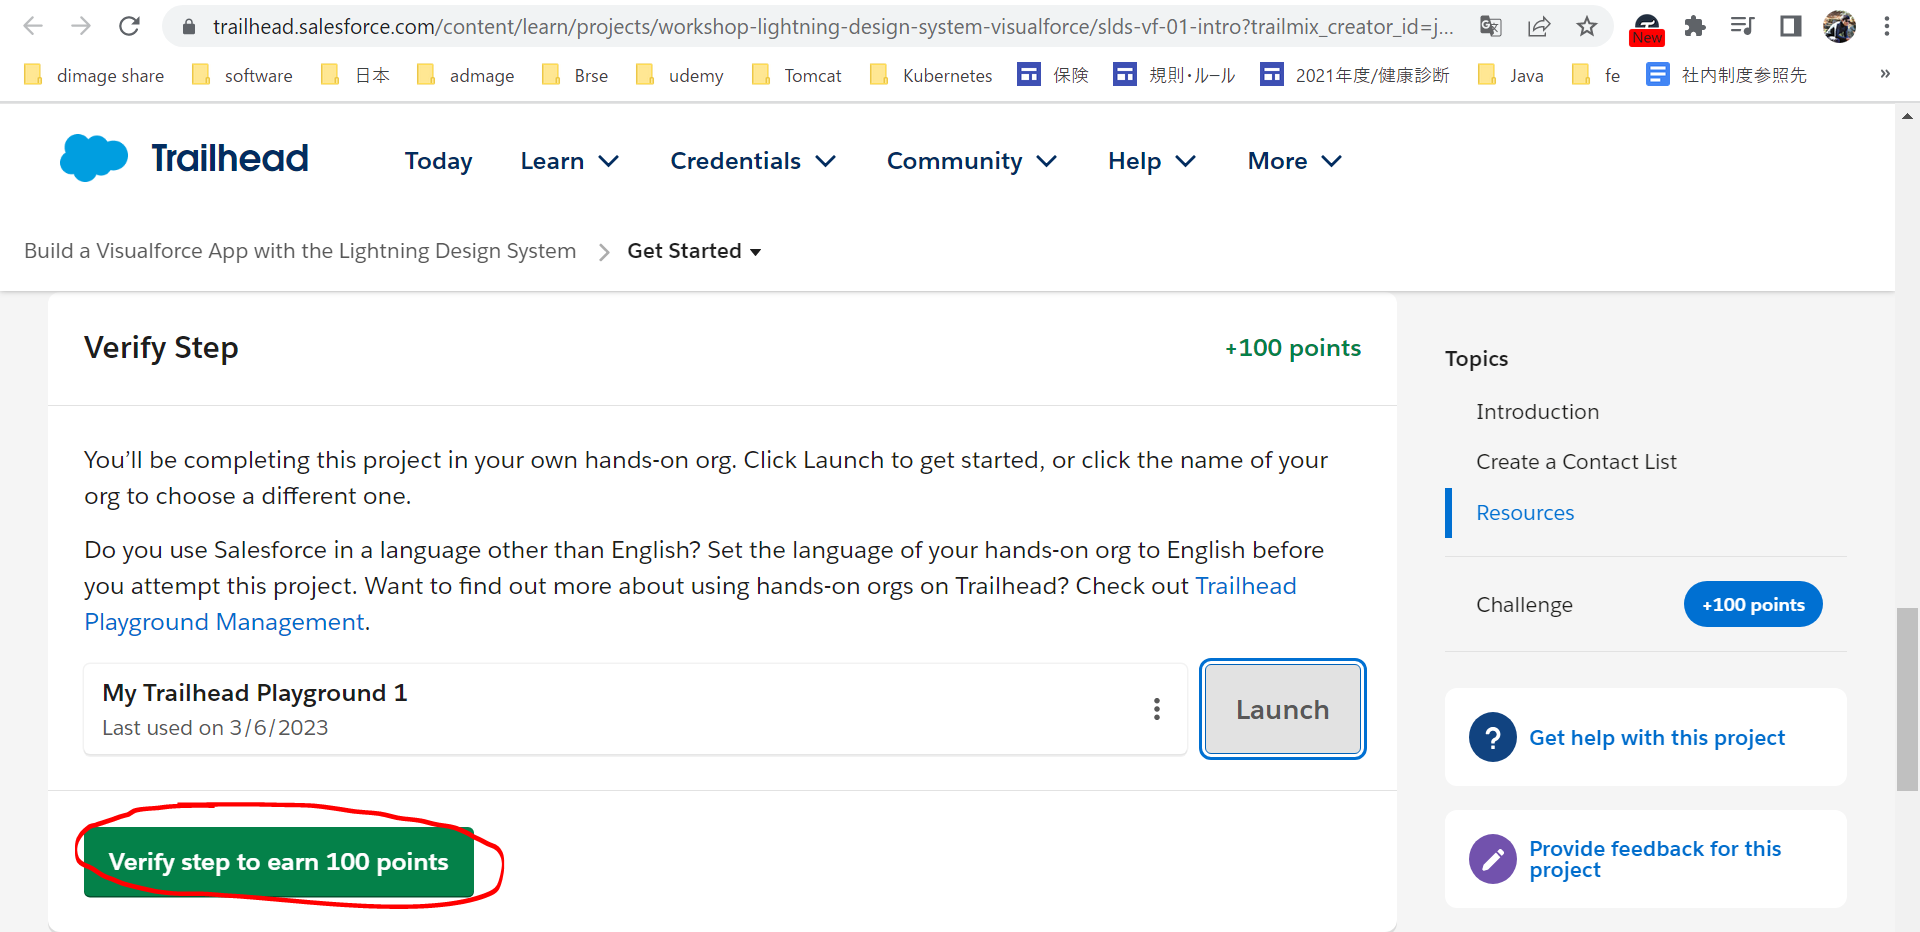 trailhead.salesforce.com/content/learn/projects/workshop-lightning-design-system-visualforce/slds-vf-01-intro?trailmix_creator_id=j...
New
dimage share software 日本 admage Brse udemy Tomcat Kubernetes 保険 規則・ルール 2021年度/健康診断 Java fe 社内制度参照先 »
Trailhead Today Learn Credentials Community Help More
Build a Visualforce App with the Lightning Design System > Get Started
Verify Step +100 points
You’ll be completing this project in your own hands-on org. Click Launch to get started, or click the name of your
org to choose a different one.
Do you use Salesforce in a language other than English? Set the language of your hands-on org to English before
you attempt this project. Want to find out more about using hands-on orgs on Trailhead? Check out Trailhead
Playground Management.
My Trailhead Playground 1
Last used on 3/6/2023
Launch
Verify step to earn 100 points
Topics
Introduction
Create a Contact List
Resources
Challenge +100 points
? Get help with this project
Provide feedback for this
project